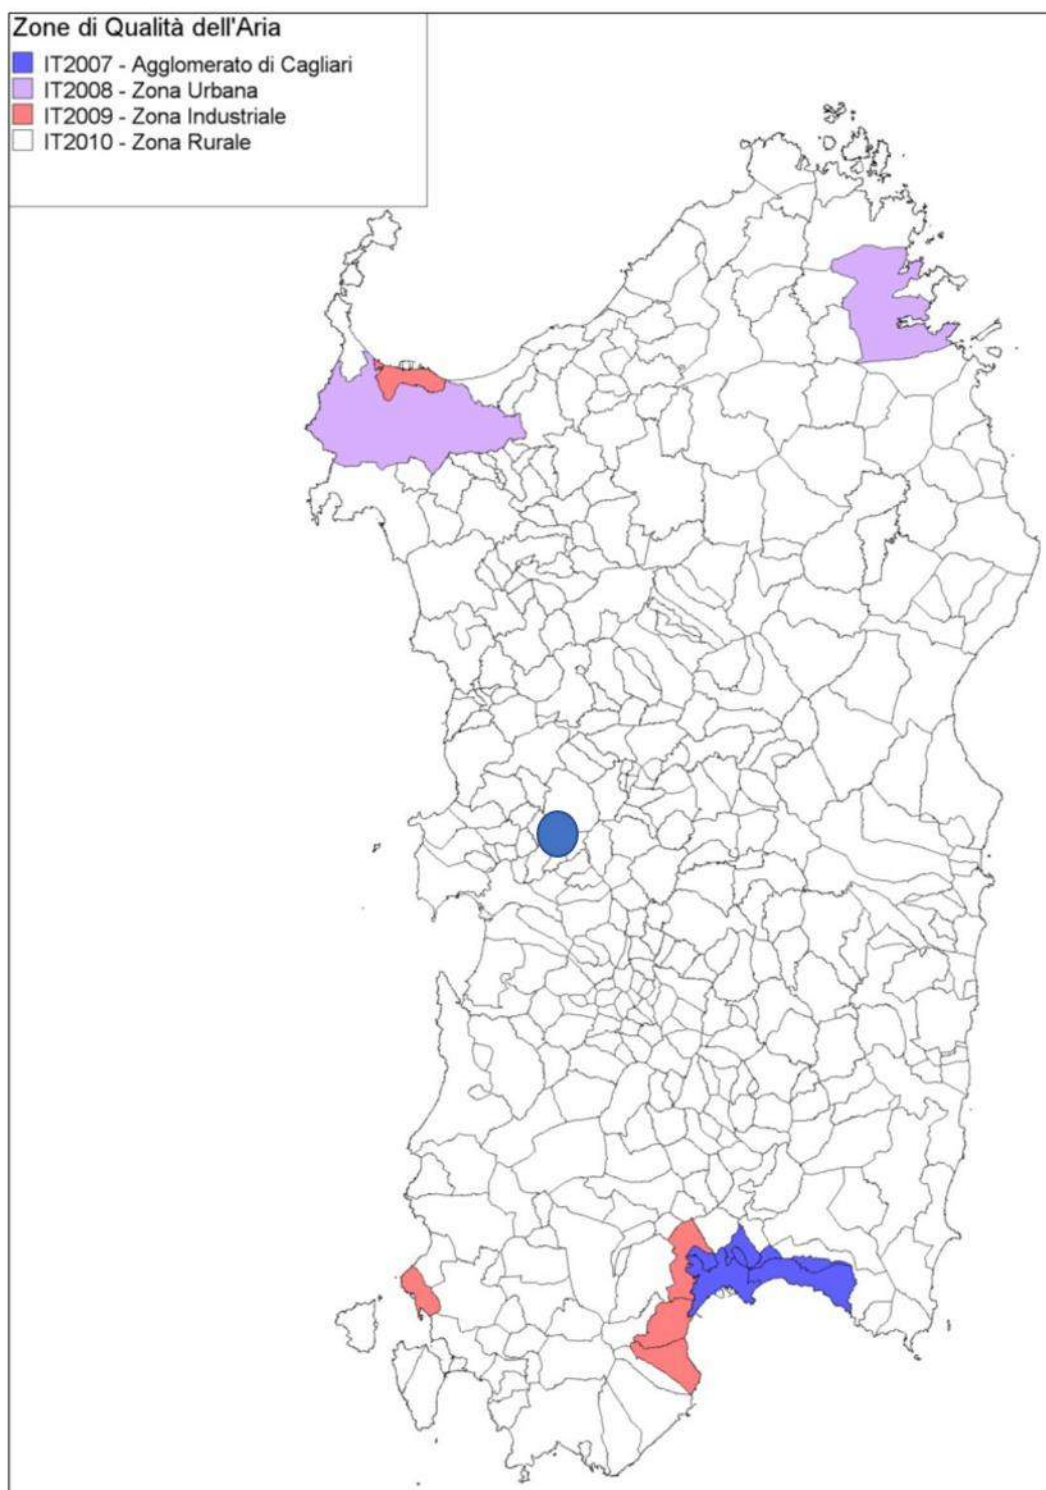 Zone di Qualità dell'Aria
IT2007 - Agglomerato di Cagliari
IT2008 - Zona Urbana
IT2009 - Zona Industriale
IT2010 - Zona Rurale